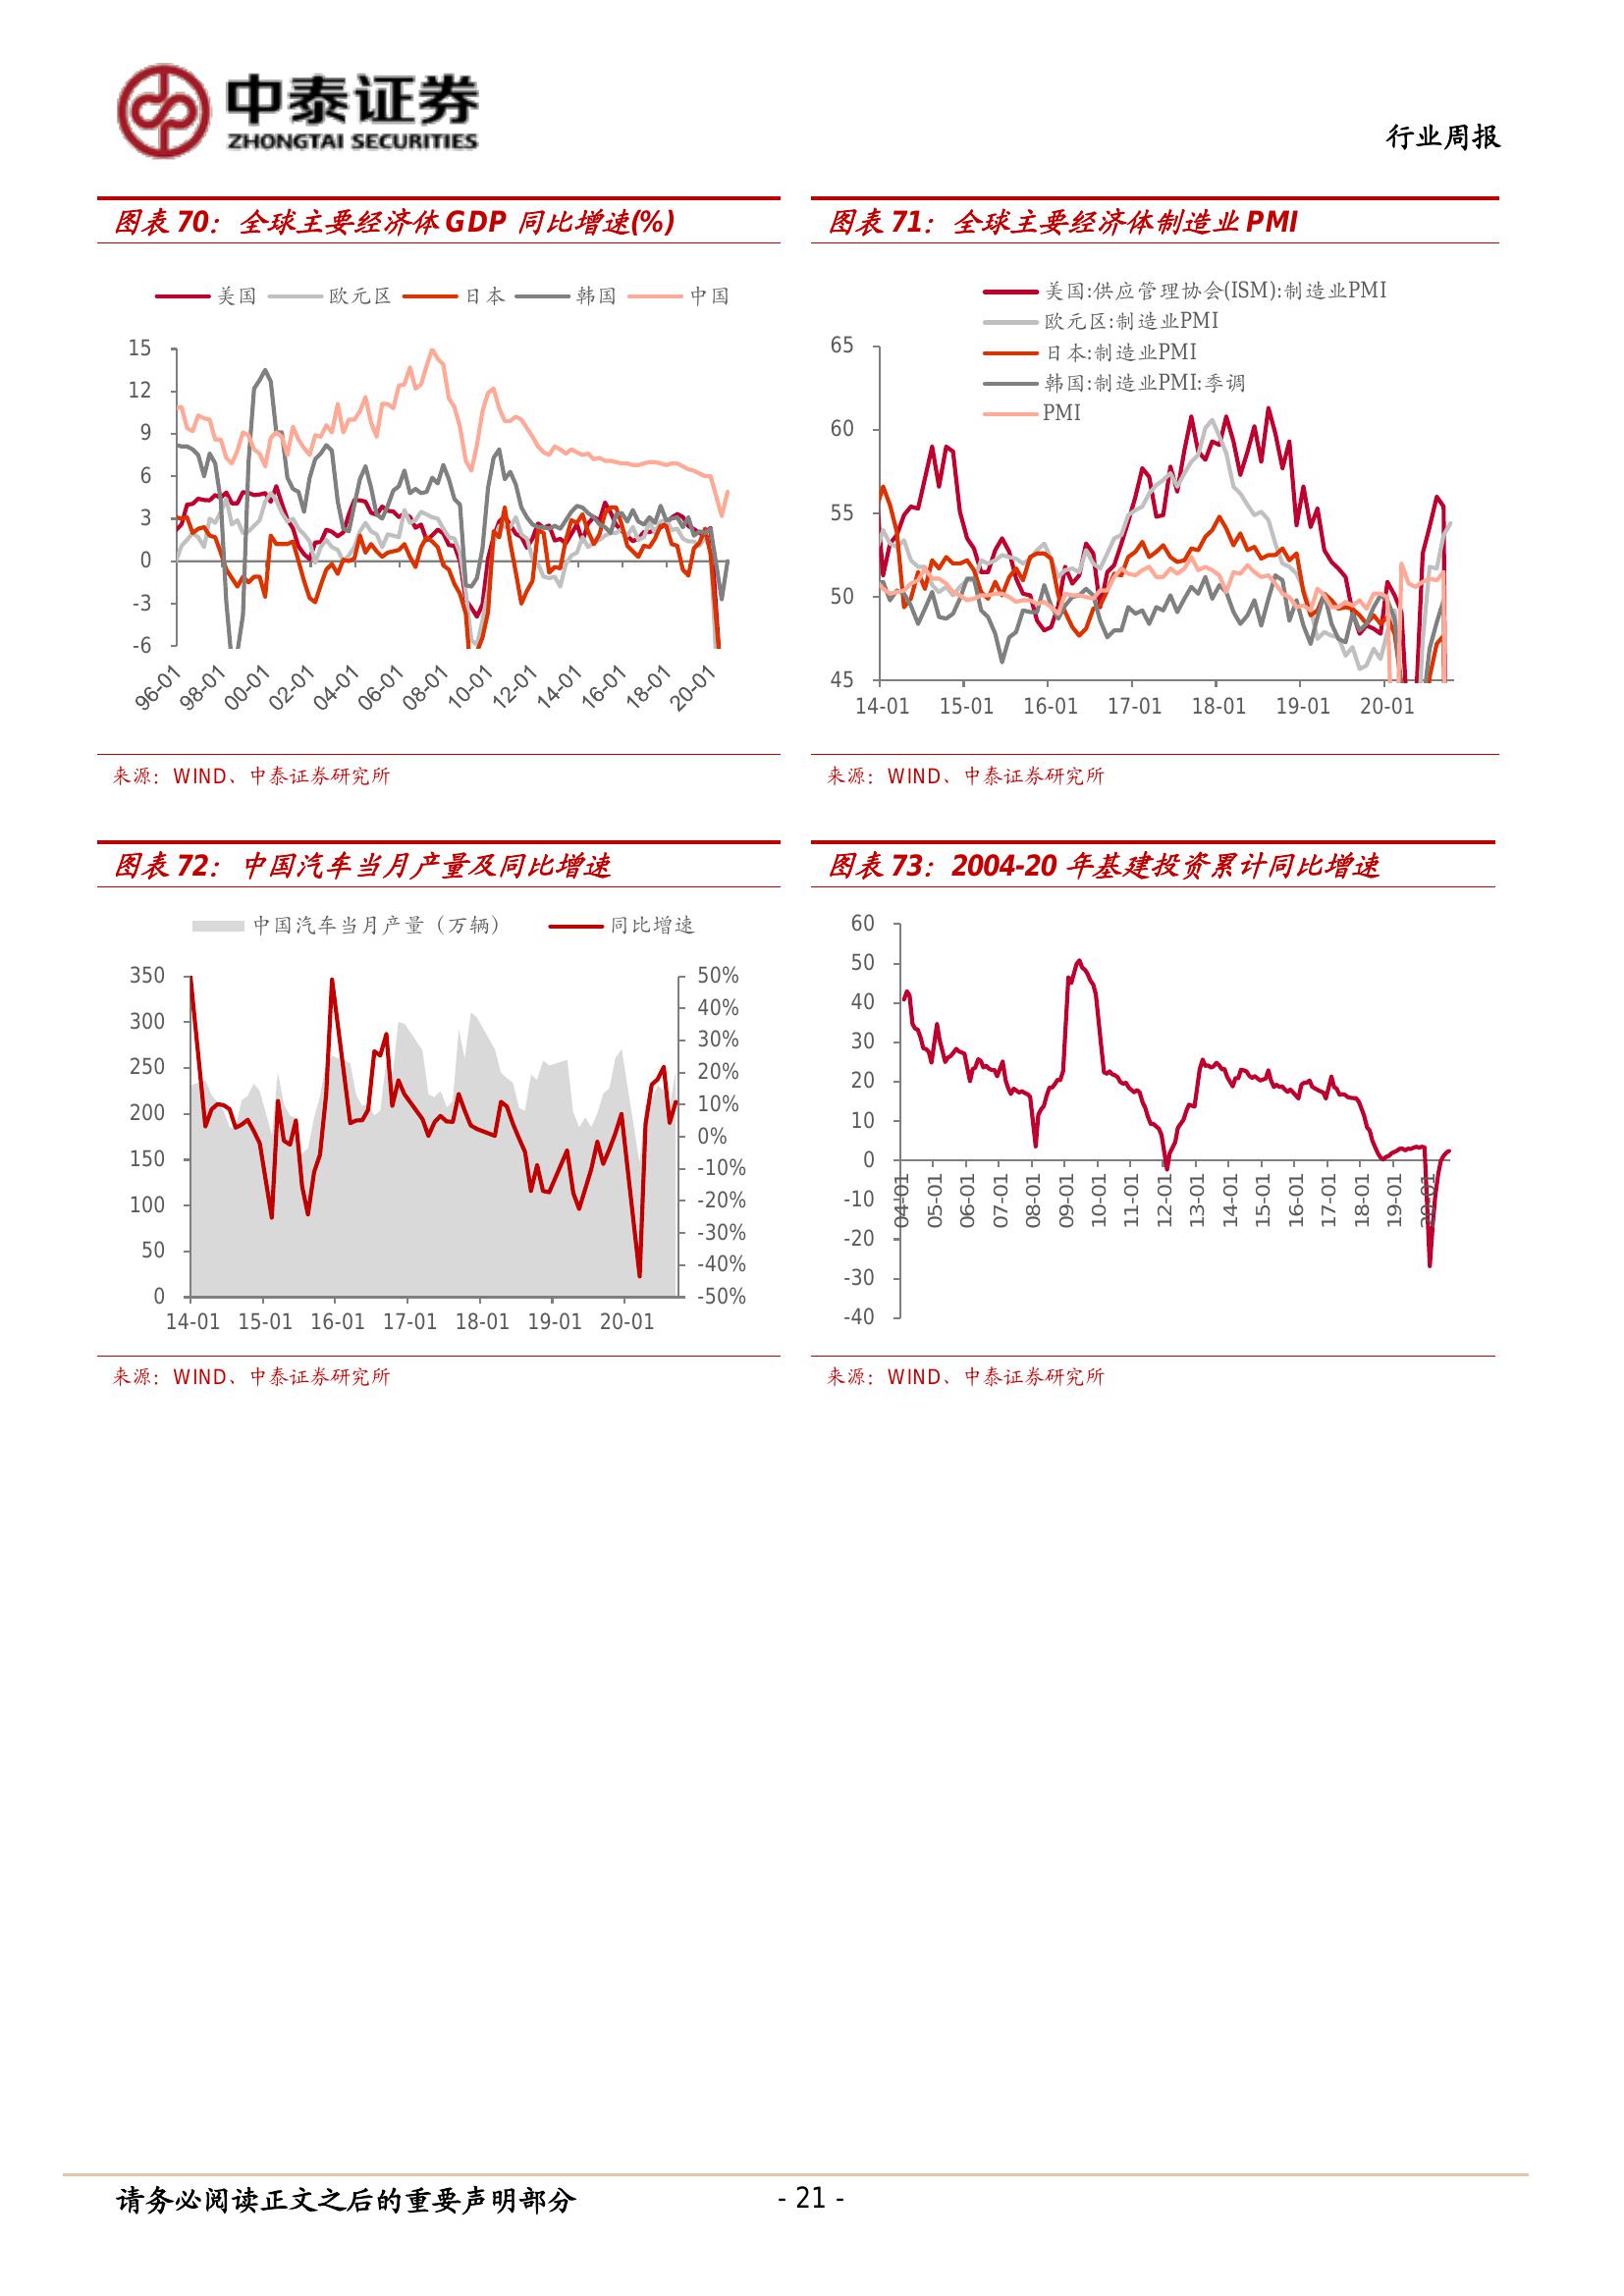 中泰证券
ZHONGTAI SECURITIES
行业周报
图表 70：全球主要经济体 GDP 同比增速(%)
美国 欧元区 日本 韩国 中国
15
12
9
6
3
0
-3
-6
96-01 98-01 00-01 02-01 04-01 06-01 08-01 10-01 12-01 14-01 16-01 18-01 20-01
来源：WIND、中泰证券研究所
图表 71：全球主要经济体制造业 PMI
美国:供应管理协会(ISM):制造业PMI
欧元区:制造业PMI
日本:制造业PMI
韩国:制造业PMI:季调
PMI
65
60
55
50
45
14-01 15-01 16-01 17-01 18-01 19-01 20-01
来源：WIND、中泰证券研究所
图表 72：中国汽车当月产量及同比增速
中国汽车当月产量（万辆） 同比增速
350
300
250
200
150
100
50
0
50%
40%
30%
20%
10%
0%
-10%
-20%
-30%
-40%
-50%
14-01 15-01 16-01 17-01 18-01 19-01 20-01
来源：WIND、中泰证券研究所
图表 73：2004-20 年基建投资累计同比增速
60
50
40
30
20
10
0
-10
-20
-30
-40
04-01 05-01 06-01 07-01 08-01 09-01 10-01 11-01 12-01 13-01 14-01 15-01 16-01 17-01 18-01 19-01 20-01
来源：WIND、中泰证券研究所
请务必阅读正文之后的重要声明部分
- 21 -